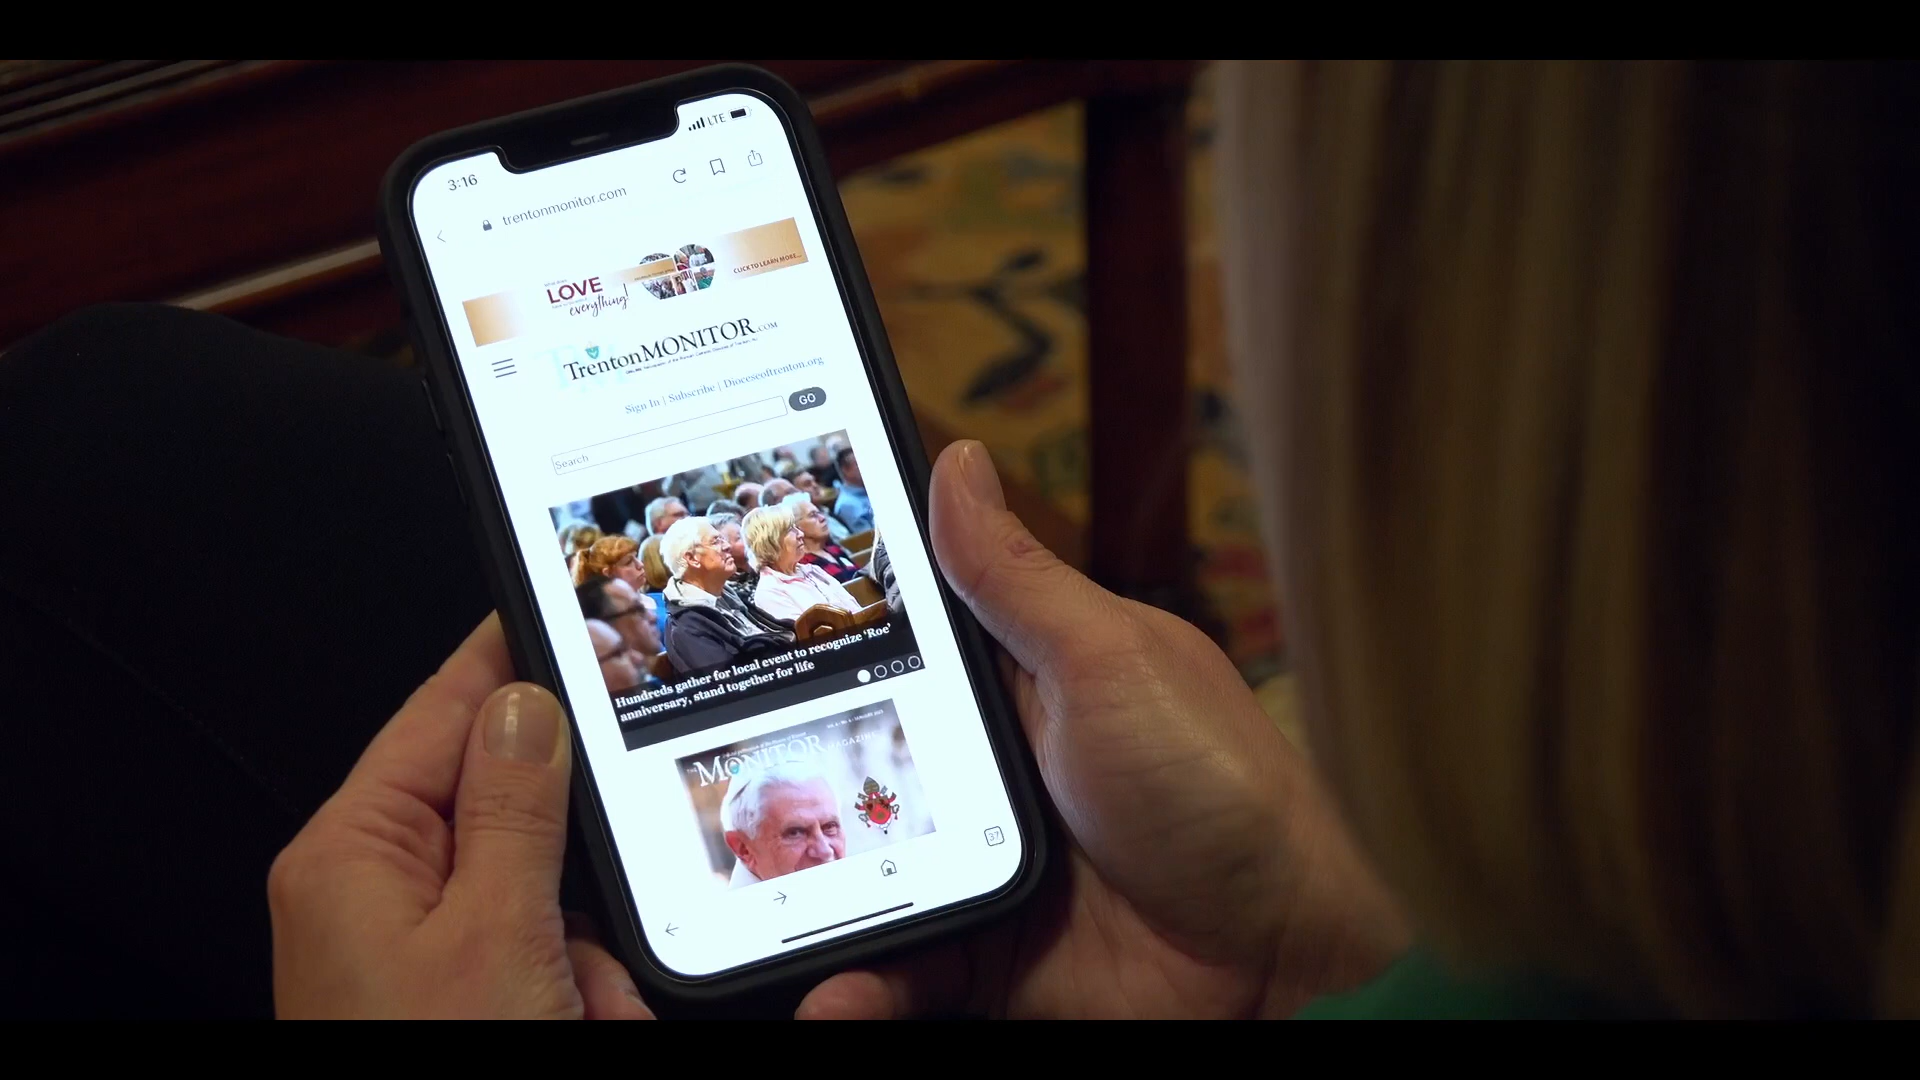 3:16
LTE
trentonmonitor.com
LOVE
everything!
CLICK TO LEARN MORE...
TrentonMONITOR.COM
Sign In | Subscribe | Dioceseoftrenton.org
Search
GO
Hundreds gather for local event to recognize ‘Roe’
anniversary, stand together for life
THE MONITOR MAGAZINE
37